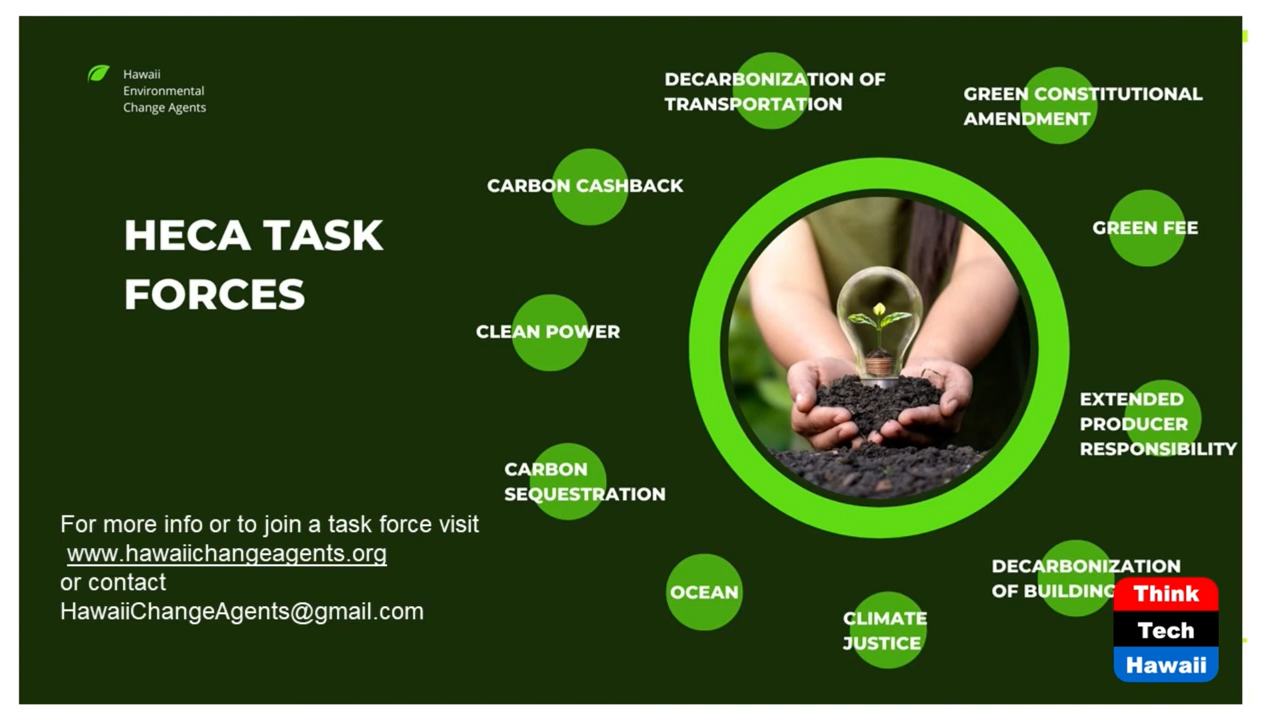 Hawaii
Environmental
Change Agents
HECA TASK
FORCES
DECARBONIZATION OF
TRANSPORTATION
GREEN CONSTITUTIONAL
AMENDMENT
CARBON CASHBACK
GREEN FEE
CLEAN POWER
EXTENDED
PRODUCER
RESPONSIBILITY
CARBON
SEQUESTRATION
OCEAN
CLIMATE
JUSTICE
DECARBONIZATION
OF BUILDING
For more info or to join a task force visit
www.hawaiichangeagents.org
or contact
HawaiiChangeAgents@gmail.com
Think
Tech
Hawaii